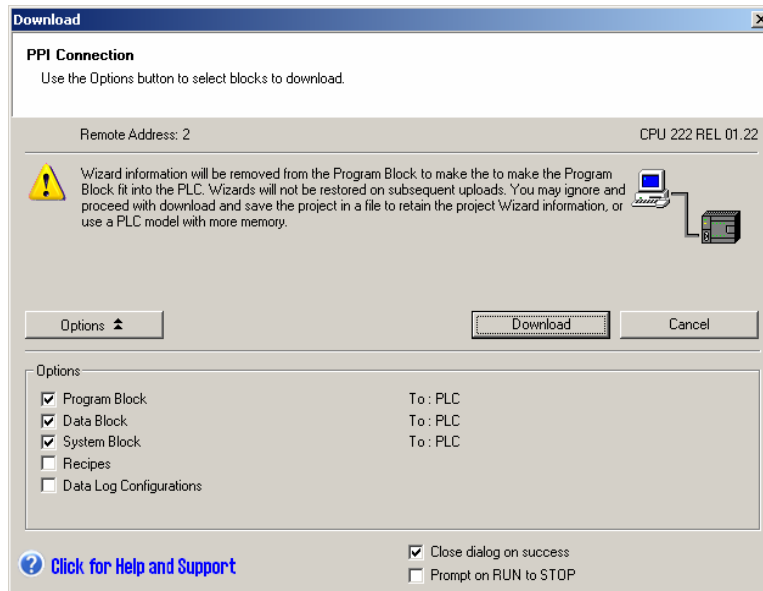 Download
PPI Connection
Use the Options button to select blocks to download.
Remote Address: 2 CPU 222 REL 01.22
Wizard information will be removed from the Program Block to make the to make the Program
Block fit into the PLC. Wizards will not be restored on subsequent uploads. You may ignore and
proceed with download and save the project in a file to retain the project Wizard information, or
use a PLC model with more memory.
Options Download Cancel
Options
Program Block To : PLC
Data Block To : PLC
System Block To : PLC
Recipes
Data Log Configurations
Click for Help and Support
Close dialog on success
Prompt on RUN to STOP